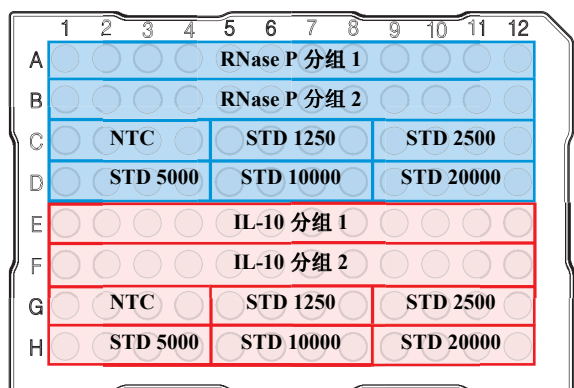 1 2 3 4 5 6 7 8 9 10 11 12
A RNase P 分组 1
B RNase P 分组 2
C NTC STD 1250 STD 2500
D STD 5000 STD 10000 STD 20000
E IL-10 分组 1
F IL-10 分组 2
G NTC STD 1250 STD 2500
H STD 5000 STD 10000 STD 20000